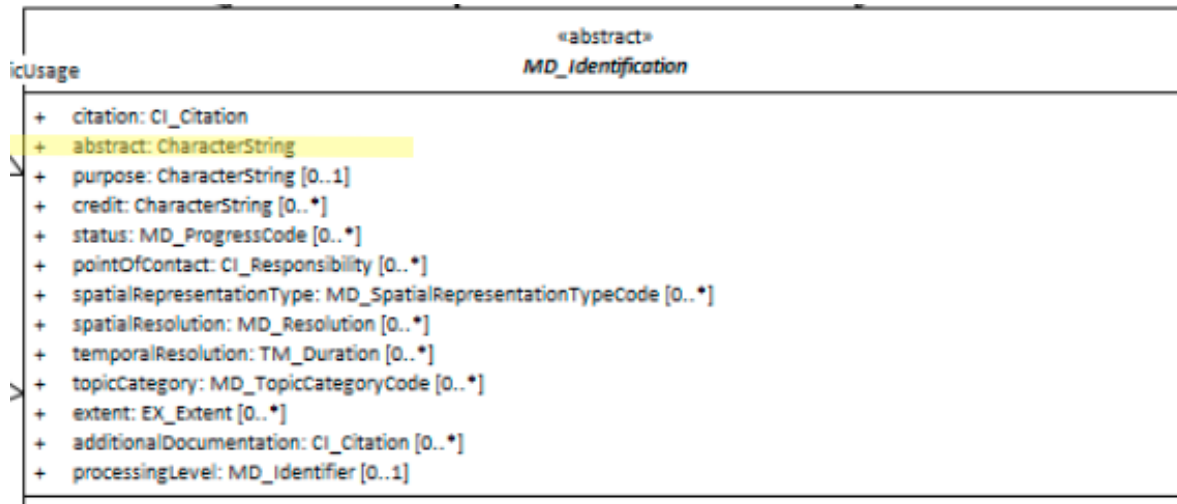 «abstract»
MD_Identification
icUsage
+ citation: CI_Citation
+ abstract: CharacterString
+ purpose: CharacterString [0..1]
+ credit: CharacterString [0..*]
+ status: MD_ProgressCode [0..*]
+ pointOfContact: CI_Responsibility [0..*]
+ spatialRepresentationType: MD_SpatialRepresentationTypeCode [0..*]
+ spatialResolution: MD_Resolution [0..*]
+ temporalResolution: TM_Duration [0..*]
+ topicCategory: MD_TopicCategoryCode [0..*]
+ extent: EX_Extent [0..*]
+ additionalDocumentation: CI_Citation [0..*]
+ processingLevel: MD_Identifier [0..1]